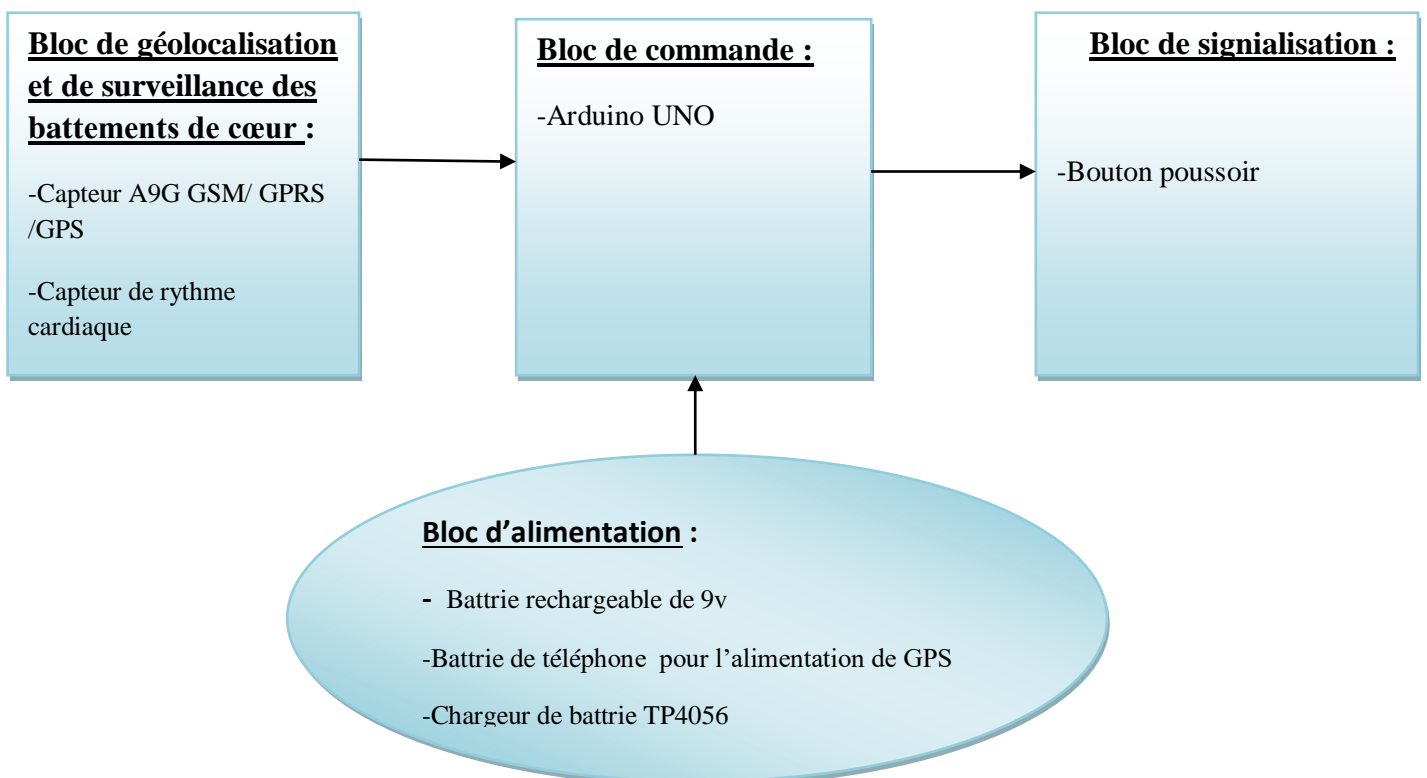 Bloc de géolocalisation
et de surveillance des
battements de cœur :
-Capteur A9G GSM/ GPRS
/GPS
-Capteur de rythme
cardiaque
Bloc de commande :
-Arduino UNO
Bloc de signialisation :
-Bouton poussoir
Bloc d’alimentation :
- Battrie rechargeable de 9v
-Battrie de téléphone pour l’alimentation de GPS
-Chargeur de battrie TP4056